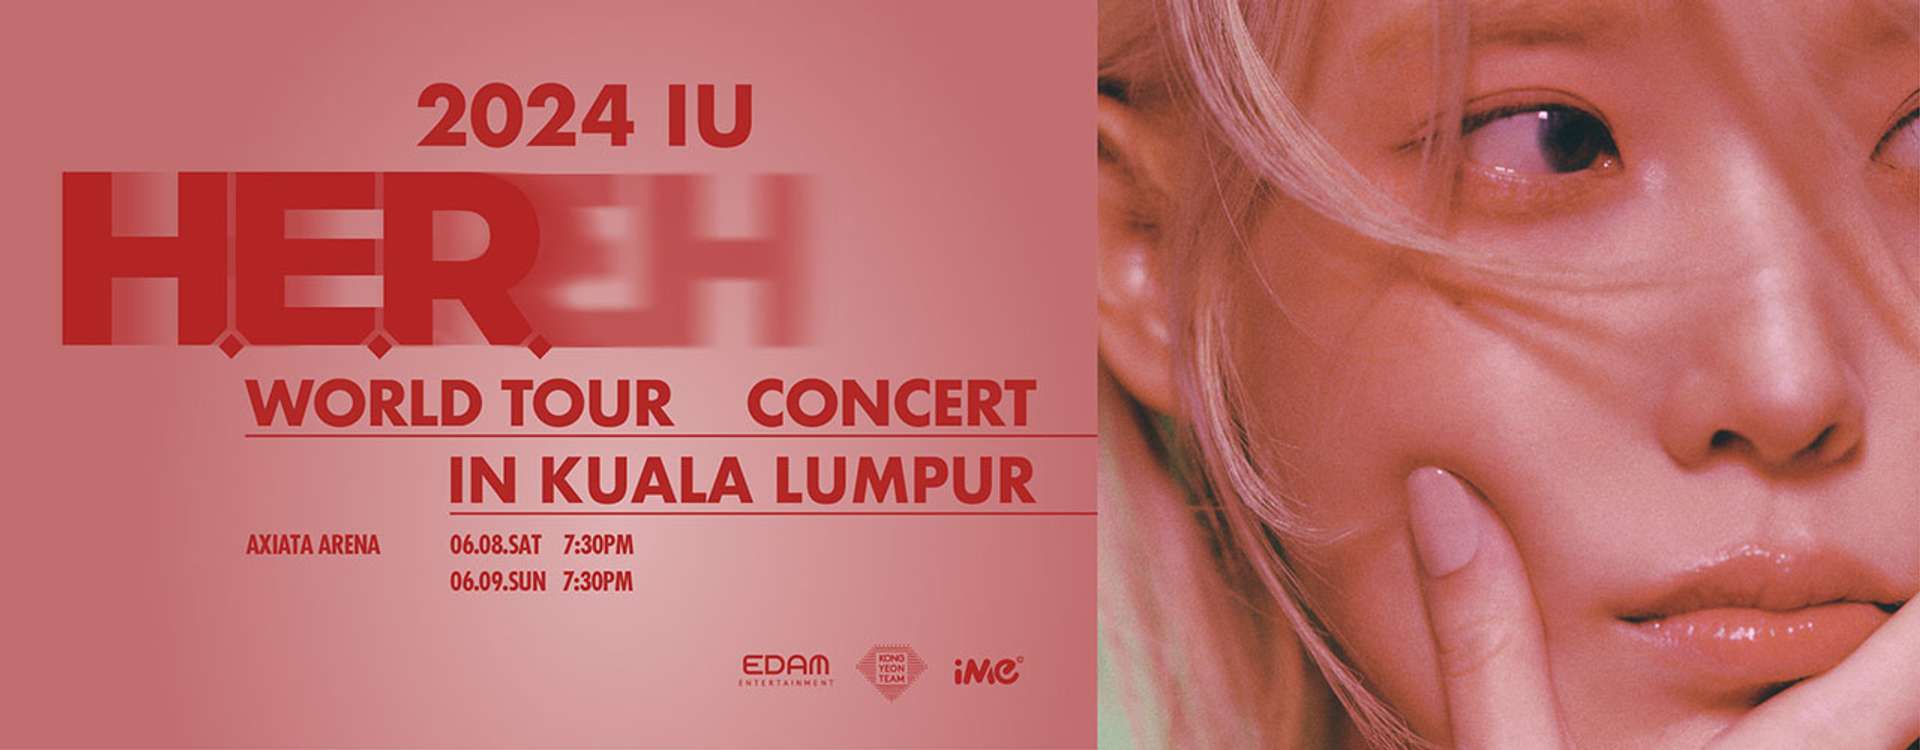 2024 IU
H.E.R.EH
WORLD TOUR CONCERT
IN KUALA LUMPUR
AXIATA ARENA
06.08.SAT 7:30PM
06.09.SUN 7:30PM
EDAM
ENTERTAINMENT
KONG
YEON
TEAM
iMe©